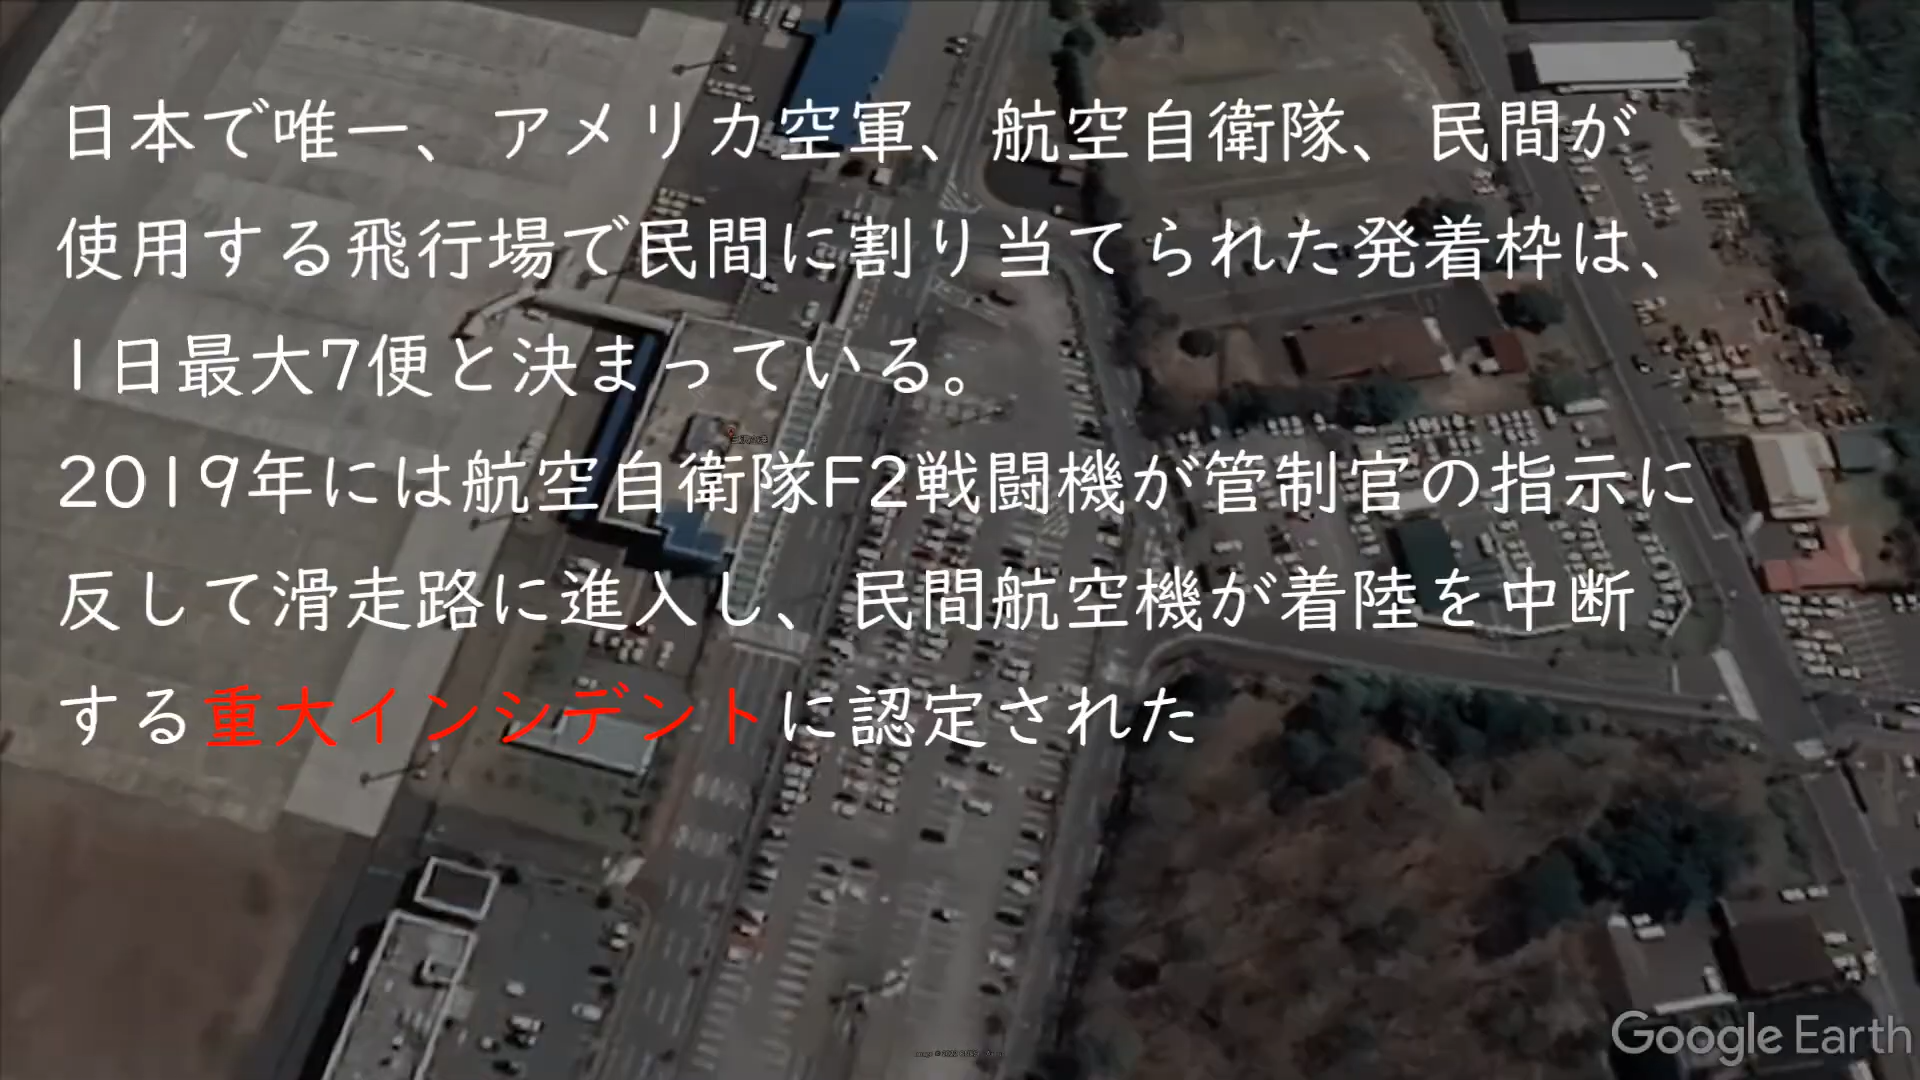 日本で唯一、アメリカ空軍、航空自衛隊、民間が
使用する飛行場で民間に割り当てられた発着枠は、
1日最大7便と決まっている。
2019年には航空自衛隊F2戦闘機が管制官の指示に
反して滑走路に進入し、民間航空機が着陸を中断
する重大インシデントに認定された
Google Earth